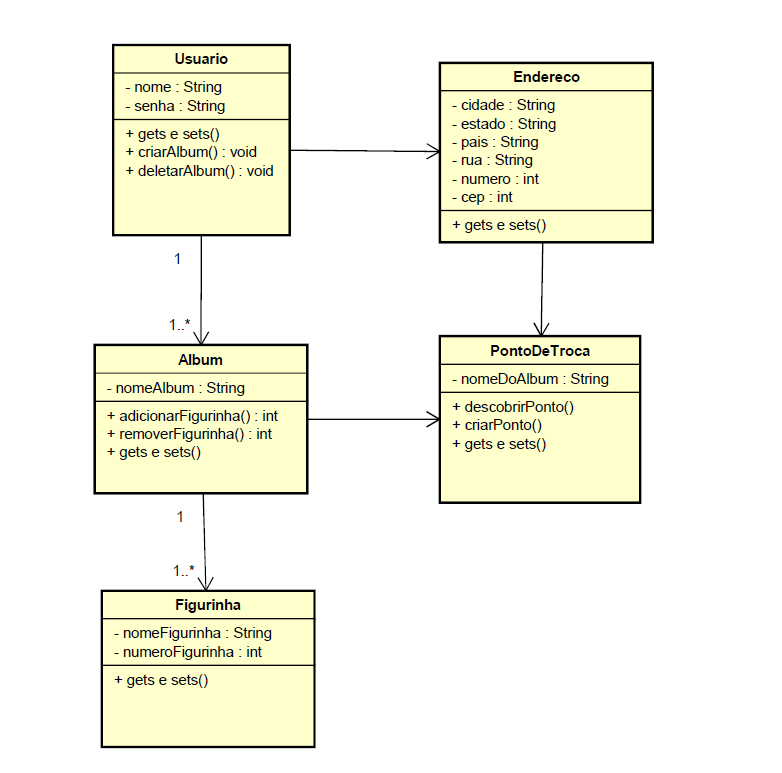 Usuario
- nome : String
- senha : String
+ gets e sets()
+ criarAlbum() : void
+ deletarAlbum() : void
Endereco
- cidade : String
- estado : String
- pais : String
- rua : String
- numero : int
- cep : int
+ gets e sets()
1
1..*
Album
- nomeAlbum : String
+ adicionarFigurinha() : int
+ removerFigurinha() : int
+ gets e sets()
PontoDeTroca
- nomeDoAlbum : String
+ descobrirPonto()
+ criarPonto()
+ gets e sets()
1
1..*
Figurinha
- nomeFigurinha : String
- numeroFigurinha : int
+ gets e sets()